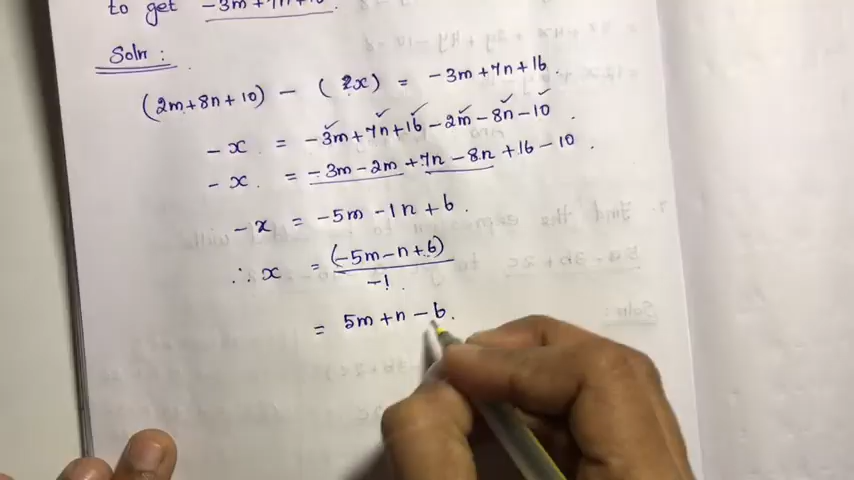 to get -3m+7n+16.
Soln :
(2m+8n+10) - (2x) = -3m+7n+16.
-x = -3m+7n+16-2m-8n-10.
-x = -3m-2m+7n-8n+16-10.
-x = -5m-1n+6.
∴ x = (-5m-n+6)/-1.
= 5m+n-6.